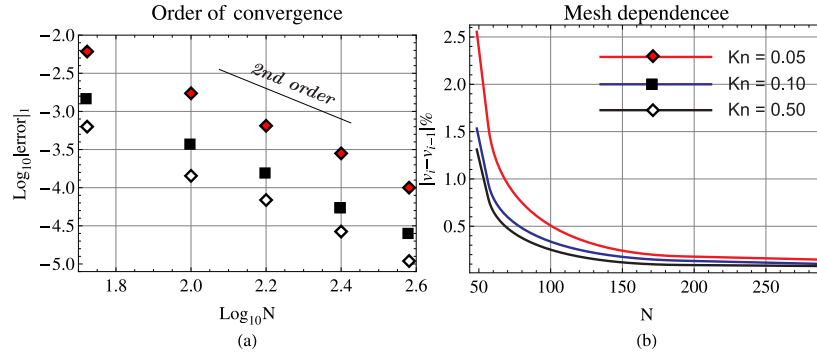 Order of convergence
-2.0
-2.5
-3.0
-3.5
-4.0
-4.5
-5.0
Log10|error|1
2nd order
1.8
2.0
2.2
2.4
2.6
Log10N
(a)
Mesh dependencee
2.5
2.0
1.5
1.0
0.5
|vi−vi−1|%
Kn = 0.05
Kn = 0.10
Kn = 0.50
50
100
150
200
250
N
(b)